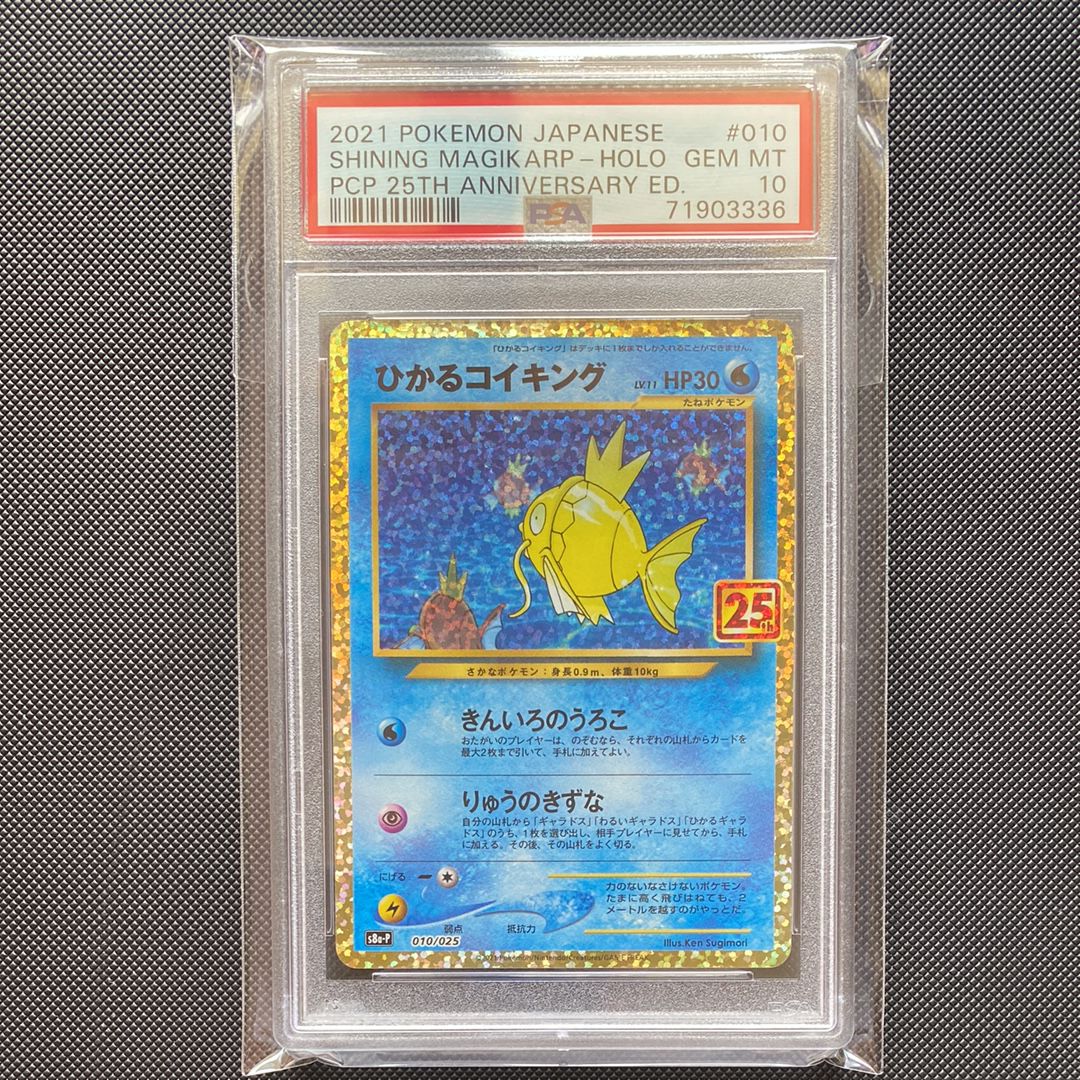 2021 POKEMON JAPANESE #010
SHINING MAGIKARP-HOLO GEM MT
PCP 25TH ANNIVERSARY ED. 10
PSA 71903336
「ひかるコイキング」はデッキに1枚までしか入れることができません。
ひかるコイキング LV.11 HP30
たねポケモン
25th
さかなポケモン：身長0.9m、体重10kg
きんいろのうろこ
おたがいのプレイヤーは、のぞむなら、それぞれの山札からカードを
最大2枚まで引いて、手札に加えてよい。
りゅうのきずな
自分の山札から「ギャラドス」「わるいギャラドス」「ひかるギャラ
ドス」のうち、1枚を選び出し、相手プレイヤーに見せてから、手札
に加える。その後、その山札をよく切る。
にげる
力のないなさけないポケモン。
たまに高く飛びはねても、2
メートルを越すのがやっとだ。
弱点 抵抗力
s8a-P 010/025
Illus.Ken Sugimori
©2021 Pokémon/Nintendo/Creatures/GAME FREAK
PSA